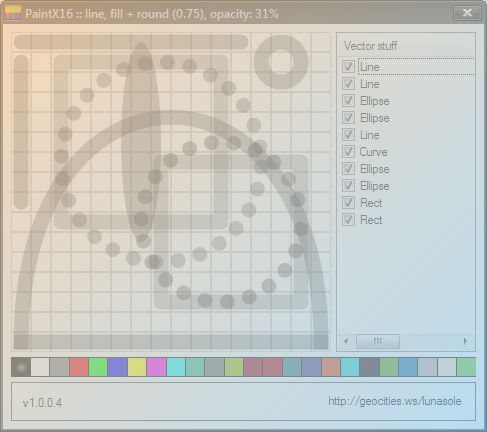 PaintX16 :: line, fill + round (0.75), opacity: 31%
Vector stuff
Line
Line
Ellipse
Ellipse
Line
Curve
Ellipse
Ellipse
Rect
Rect
v1.0.0.4
http://geocities.ws/lunasole